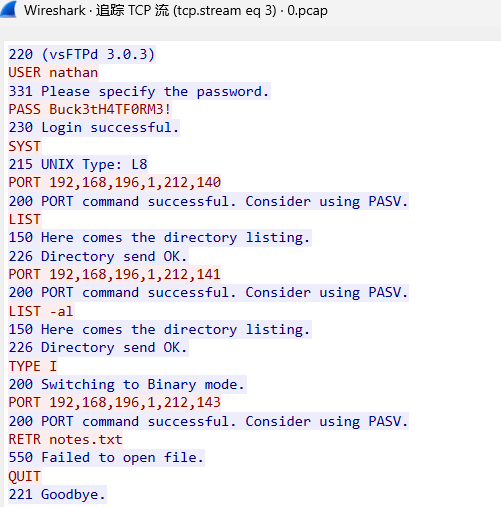 Wireshark · 追踪 TCP 流 (tcp.stream eq 3) · 0.pcap
220 (vsFTPd 3.0.3)
USER nathan
331 Please specify the password.
PASS Buck3tH4TF0RM3!
230 Login successful.
SYST
215 UNIX Type: L8
PORT 192,168,196,1,212,140
200 PORT command successful. Consider using PASV.
LIST
150 Here comes the directory listing.
226 Directory send OK.
PORT 192,168,196,1,212,141
200 PORT command successful. Consider using PASV.
LIST -al
150 Here comes the directory listing.
226 Directory send OK.
TYPE I
200 Switching to Binary mode.
PORT 192,168,196,1,212,143
200 PORT command successful. Consider using PASV.
RETR notes.txt
550 Failed to open file.
QUIT
221 Goodbye.